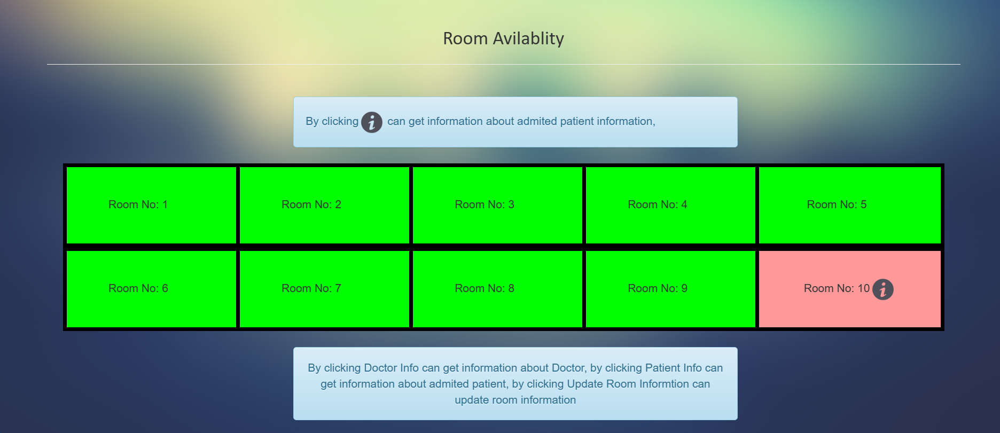 Room Avilablity
By clicking can get information about admited patient information,
Room No: 1
Room No: 2
Room No: 3
Room No: 4
Room No: 5
Room No: 6
Room No: 7
Room No: 8
Room No: 9
Room No: 10
By clicking Doctor Info can get information about Doctor, by clicking Patient Info can
get information about admited patient, by clicking Update Room Informtion can
update room information